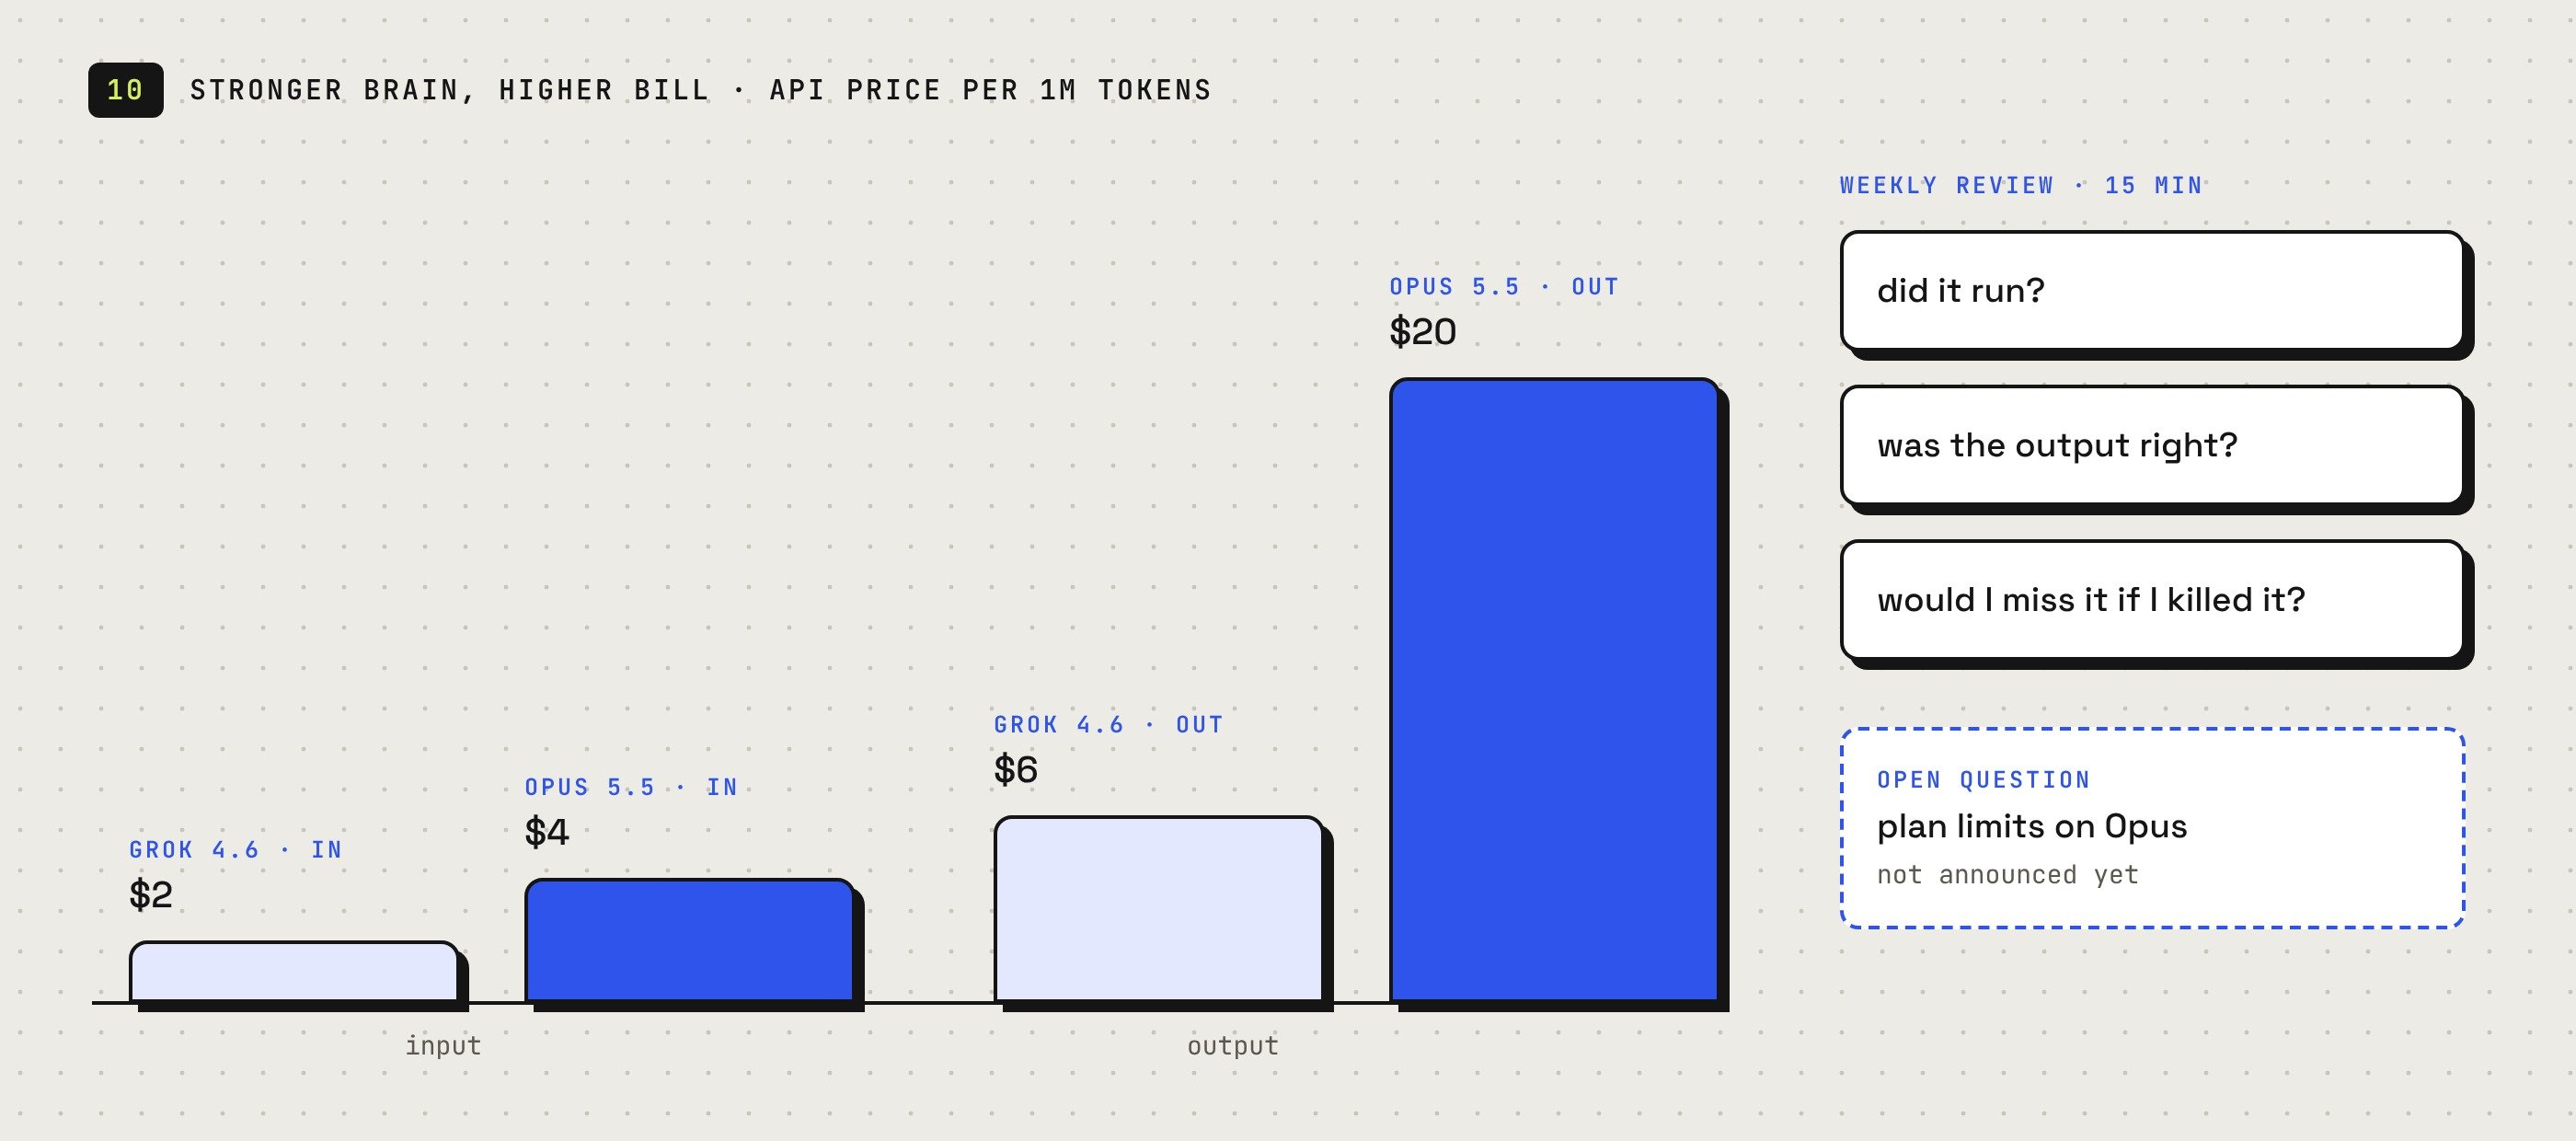 10 STRONGER BRAIN, HIGHER BILL · API PRICE PER 1M TOKENS
GROK 4.6 · IN
$2
OPUS 5.5 · IN
$4
GROK 4.6 · OUT
$6
OPUS 5.5 · OUT
$20
input
output
WEEKLY REVIEW · 15 MIN
did it run?
was the output right?
would I miss it if I killed it?
OPEN QUESTION
plan limits on Opus
not announced yet